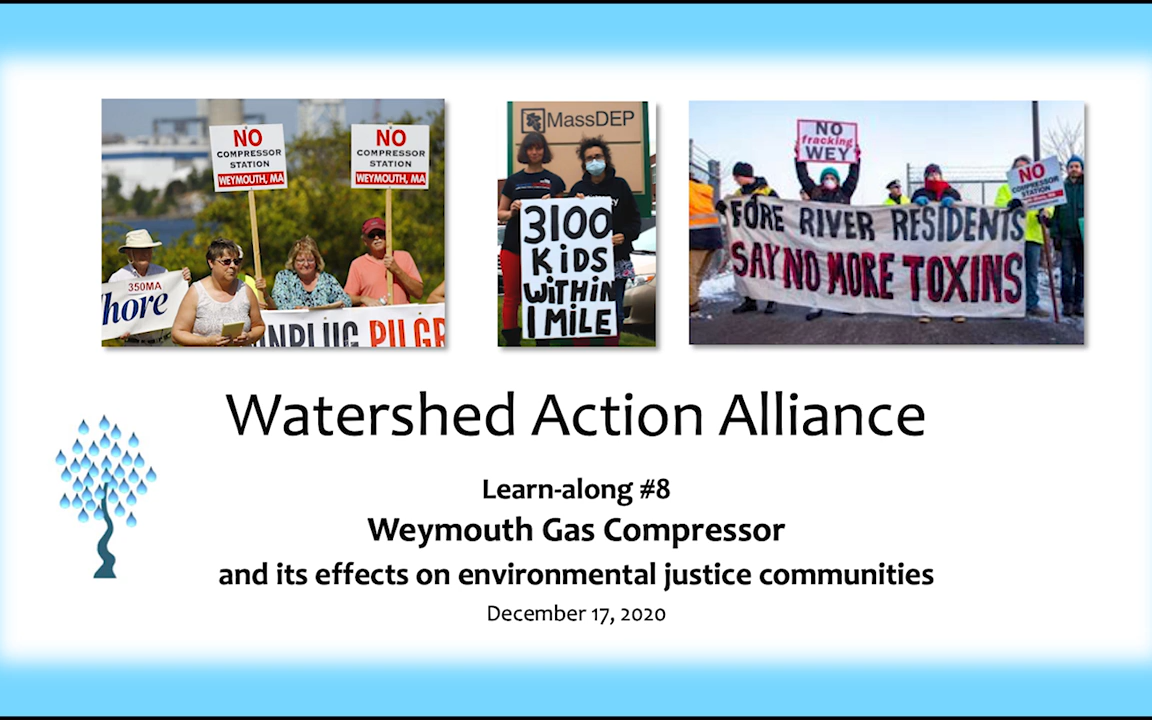 NO
COMPRESSOR
STATION
WEYMOUTH, MA
NO
COMPRESSOR
STATION
WEYMOUTH, MA
350MA
hore
UNPLUG PILGR
MassDEP
3100
KiDS
WiTHiN
1 MiLE
NO
fracking
WEY
NO
COMPRESSOR
STATION
FORE RIVER RESIDENTS
SAY NO MORE TOXINS
Watershed Action Alliance
Learn-along #8
Weymouth Gas Compressor
and its effects on environmental justice communities
December 17, 2020